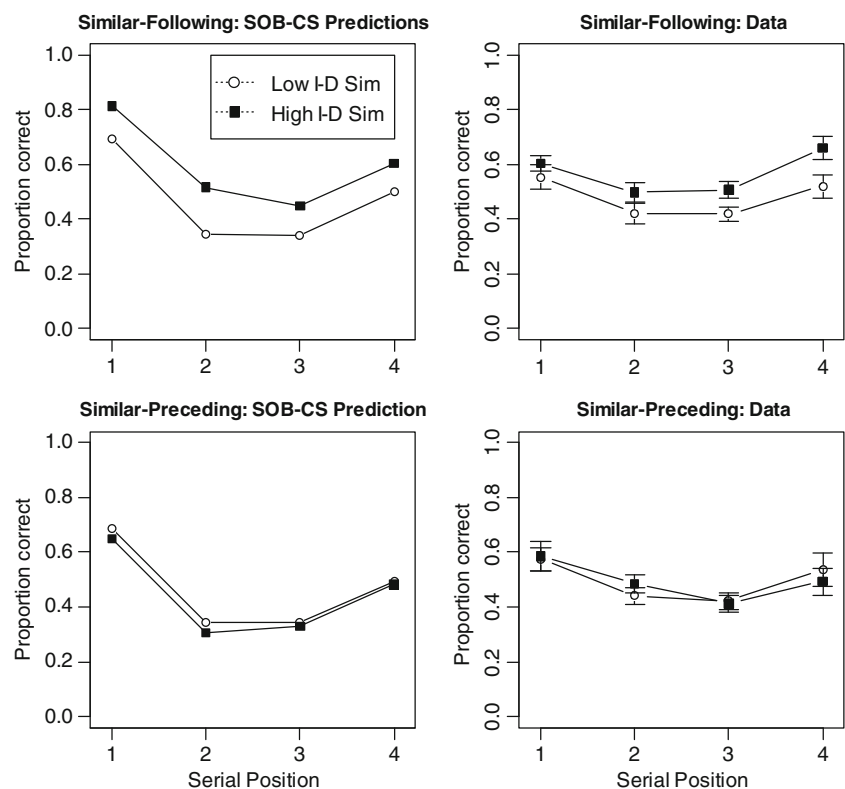 Similar-Following: SOB-CS Predictions
Proportion correct
1.0
0.8
0.6
0.4
0.2
0.0
Low I-D Sim
High I-D Sim
1 2 3 4
Similar-Following: Data
Proportion correct
1.0
0.8
0.6
0.4
0.2
0.0
1 2 3 4
Similar-Preceding: SOB-CS Prediction
Proportion correct
1.0
0.8
0.6
0.4
0.2
0.0
1 2 3 4
Serial Position
Similar-Preceding: Data
Proportion correct
1.0
0.8
0.6
0.4
0.2
0.0
1 2 3 4
Serial Position